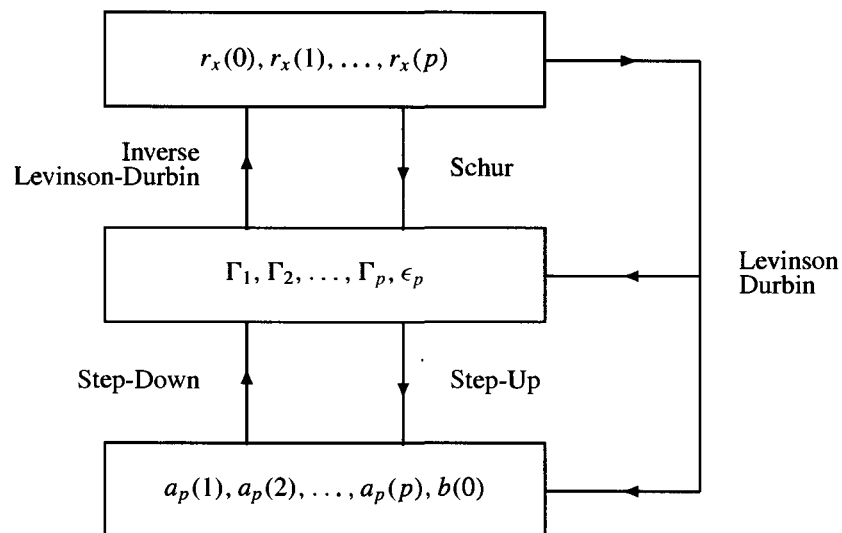 r_x(0), r_x(1), ..., r_x(p)
Inverse
Levinson-Durbin
Schur
Γ_1, Γ_2, ..., Γ_p, ϵ_p
Levinson
Durbin
Step-Down
Step-Up
a_p(1), a_p(2), ..., a_p(p), b(0)